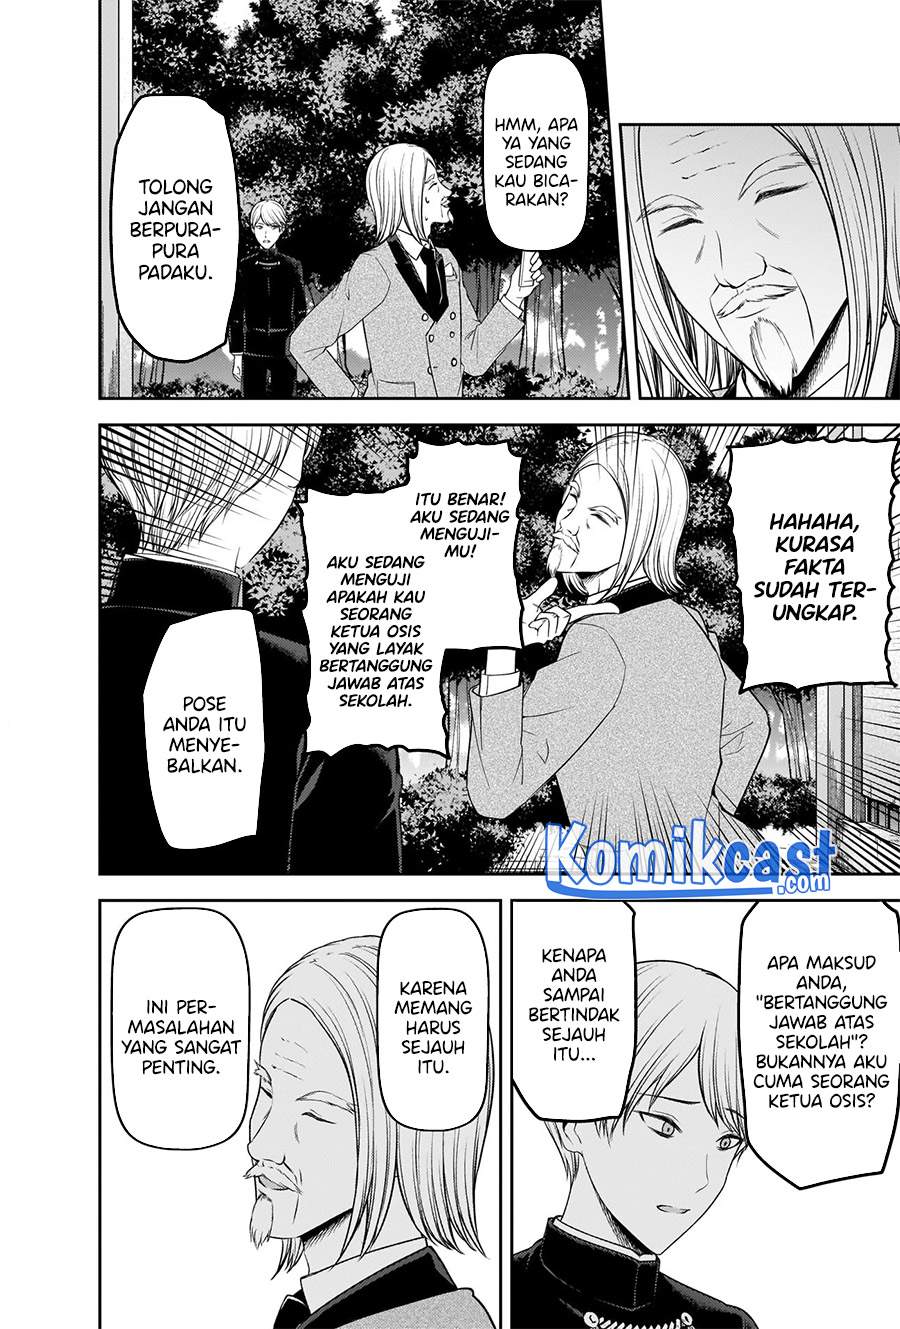 HMM, APA
YA YANG
SEDANG
KAU BICA-
RAKAN?
TOLONG
JANGAN
BERPURA-
PURA
PADAKU.
HAHAHA,
KURASA
FAKTA
SUDAH TER-
UNGKAP.
ITU BENAR!
AKU SEDANG
MENGUJI-
MU!
AKU SEDANG
MENGUJI
APAKAH KAU
SEORANG
KETUA OSIS
YANG LAYAK
BERTANGGUNG
JAWAB ATAS
SEKOLAH.
POSE
ANDA ITU
MENYE-
BALKAN.
Komikcast
.com
APA MAKSUD
ANDA,
"BERTANGGUNG
JAWAB ATAS
SEKOLAH"?
BUKANNYA AKU
CUMA SEORANG
KETUA OSIS?
KENAPA
ANDA
SAMPAI
BERTINDAK
SEJAUH
ITU...
KARENA
MEMANG
HARUS
SEJAUH
ITU.
INI PER-
MASALAHAN
YANG SANGAT
PENTING.